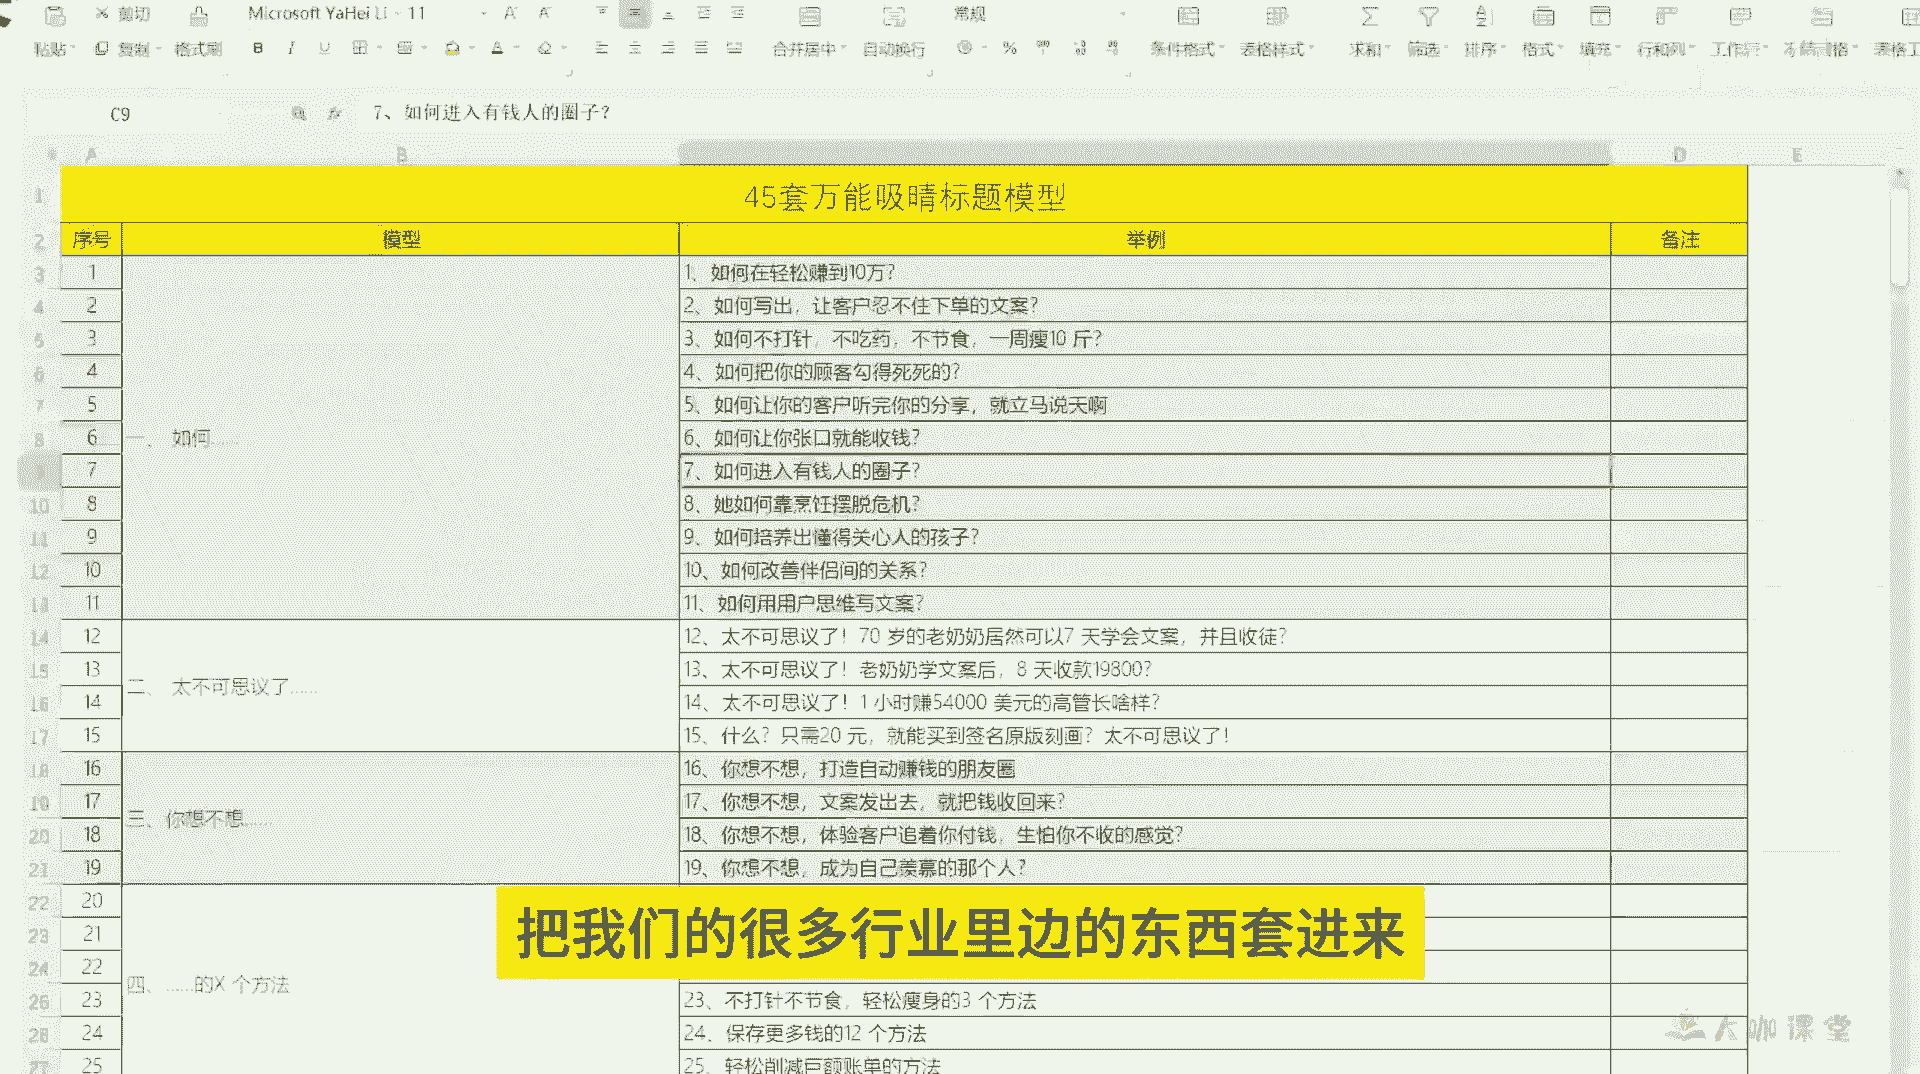 剪切 Microsoft YaHei Li 11 常规
粘贴 复制 格式刷 B I U A 合并居中 自动换行 % 条件格式 表格样式 求和 筛选 排序 格式 填充 行和列 工作表
C9 fx 7、如何进入有钱人的圈子？
A B D E
45套万能吸晴标题模型
序号 模型 举例 备注
1 1、如何在轻松赚到10万？
2 2、如何写出，让客户忍不住下单的文案？
3 3、如何不打针，不吃药，不节食，一周瘦10 斤？
4 4、如何把你的顾客勾得死死的？
5 5、如何让你的客户听完你的分享，就立马说天啊
6 一、 如何…… 6、如何让你张口就能收钱？
7 7、如何进入有钱人的圈子？
8 8、她如何靠烹饪摆脱危机？
9 9、如何培养出懂得关心人的孩子？
10 10、如何改善伴侣间的关系？
11 11、如何用用户思维写文案？
12 12、太不可思议了！70 岁的老奶奶居然可以7 天学会文案，并且收徒？
13 13、太不可思议了！老奶奶学文案后，8 天收款19800？
二、 太不可思议了……
14 14、太不可思议了！1 小时赚54000 美元的高管长啥样？
15 15、什么？只需20 元，就能买到签名原版刻画？太不可思议了！
16 16、你想不想，打造自动赚钱的朋友圈
17 17、你想不想，文案发出去，就把钱收回来？
三、你想不想……
18 18、你想不想，体验客户追着你付钱，生怕你不收的感觉？
19 19、你想不想，成为自己羡慕的那个人？
20
21
把我们的很多行业里边的东西套进来
22
四、……的X 个方法
23 23、不打针不节食，轻松瘦身的3 个方法
24 24、保存更多钱的12 个方法
25 25、轻松削减巨额账单的方法
大咖课堂